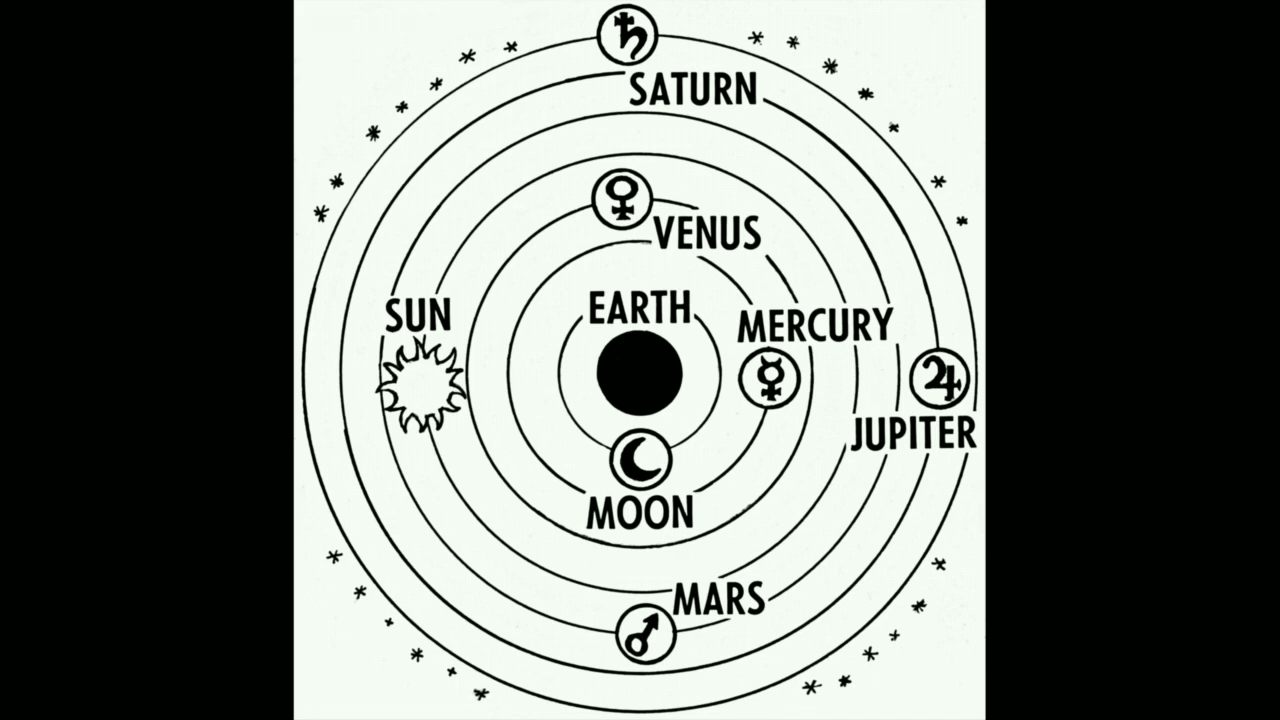 SATURN
VENUS
EARTH
SUN
MERCURY
JUPITER
MOON
MARS